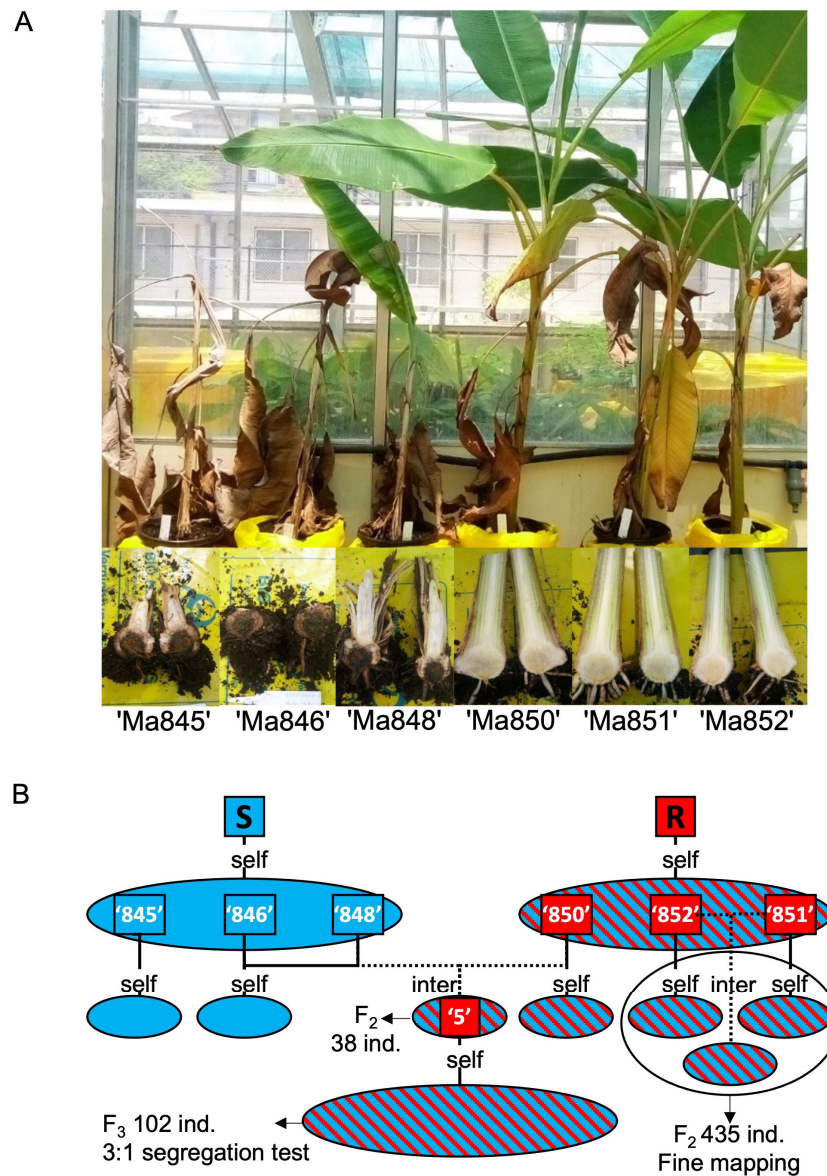 A
'Ma845' 'Ma846' 'Ma848' 'Ma850' 'Ma851' 'Ma852'
B
S R
self self
'845' '846' '848' '850' '852' '851'
self self inter self self inter self
F2 '5'
38 ind.
self
F3 102 ind.
3:1 segregation test
F2 435 ind.
Fine mapping